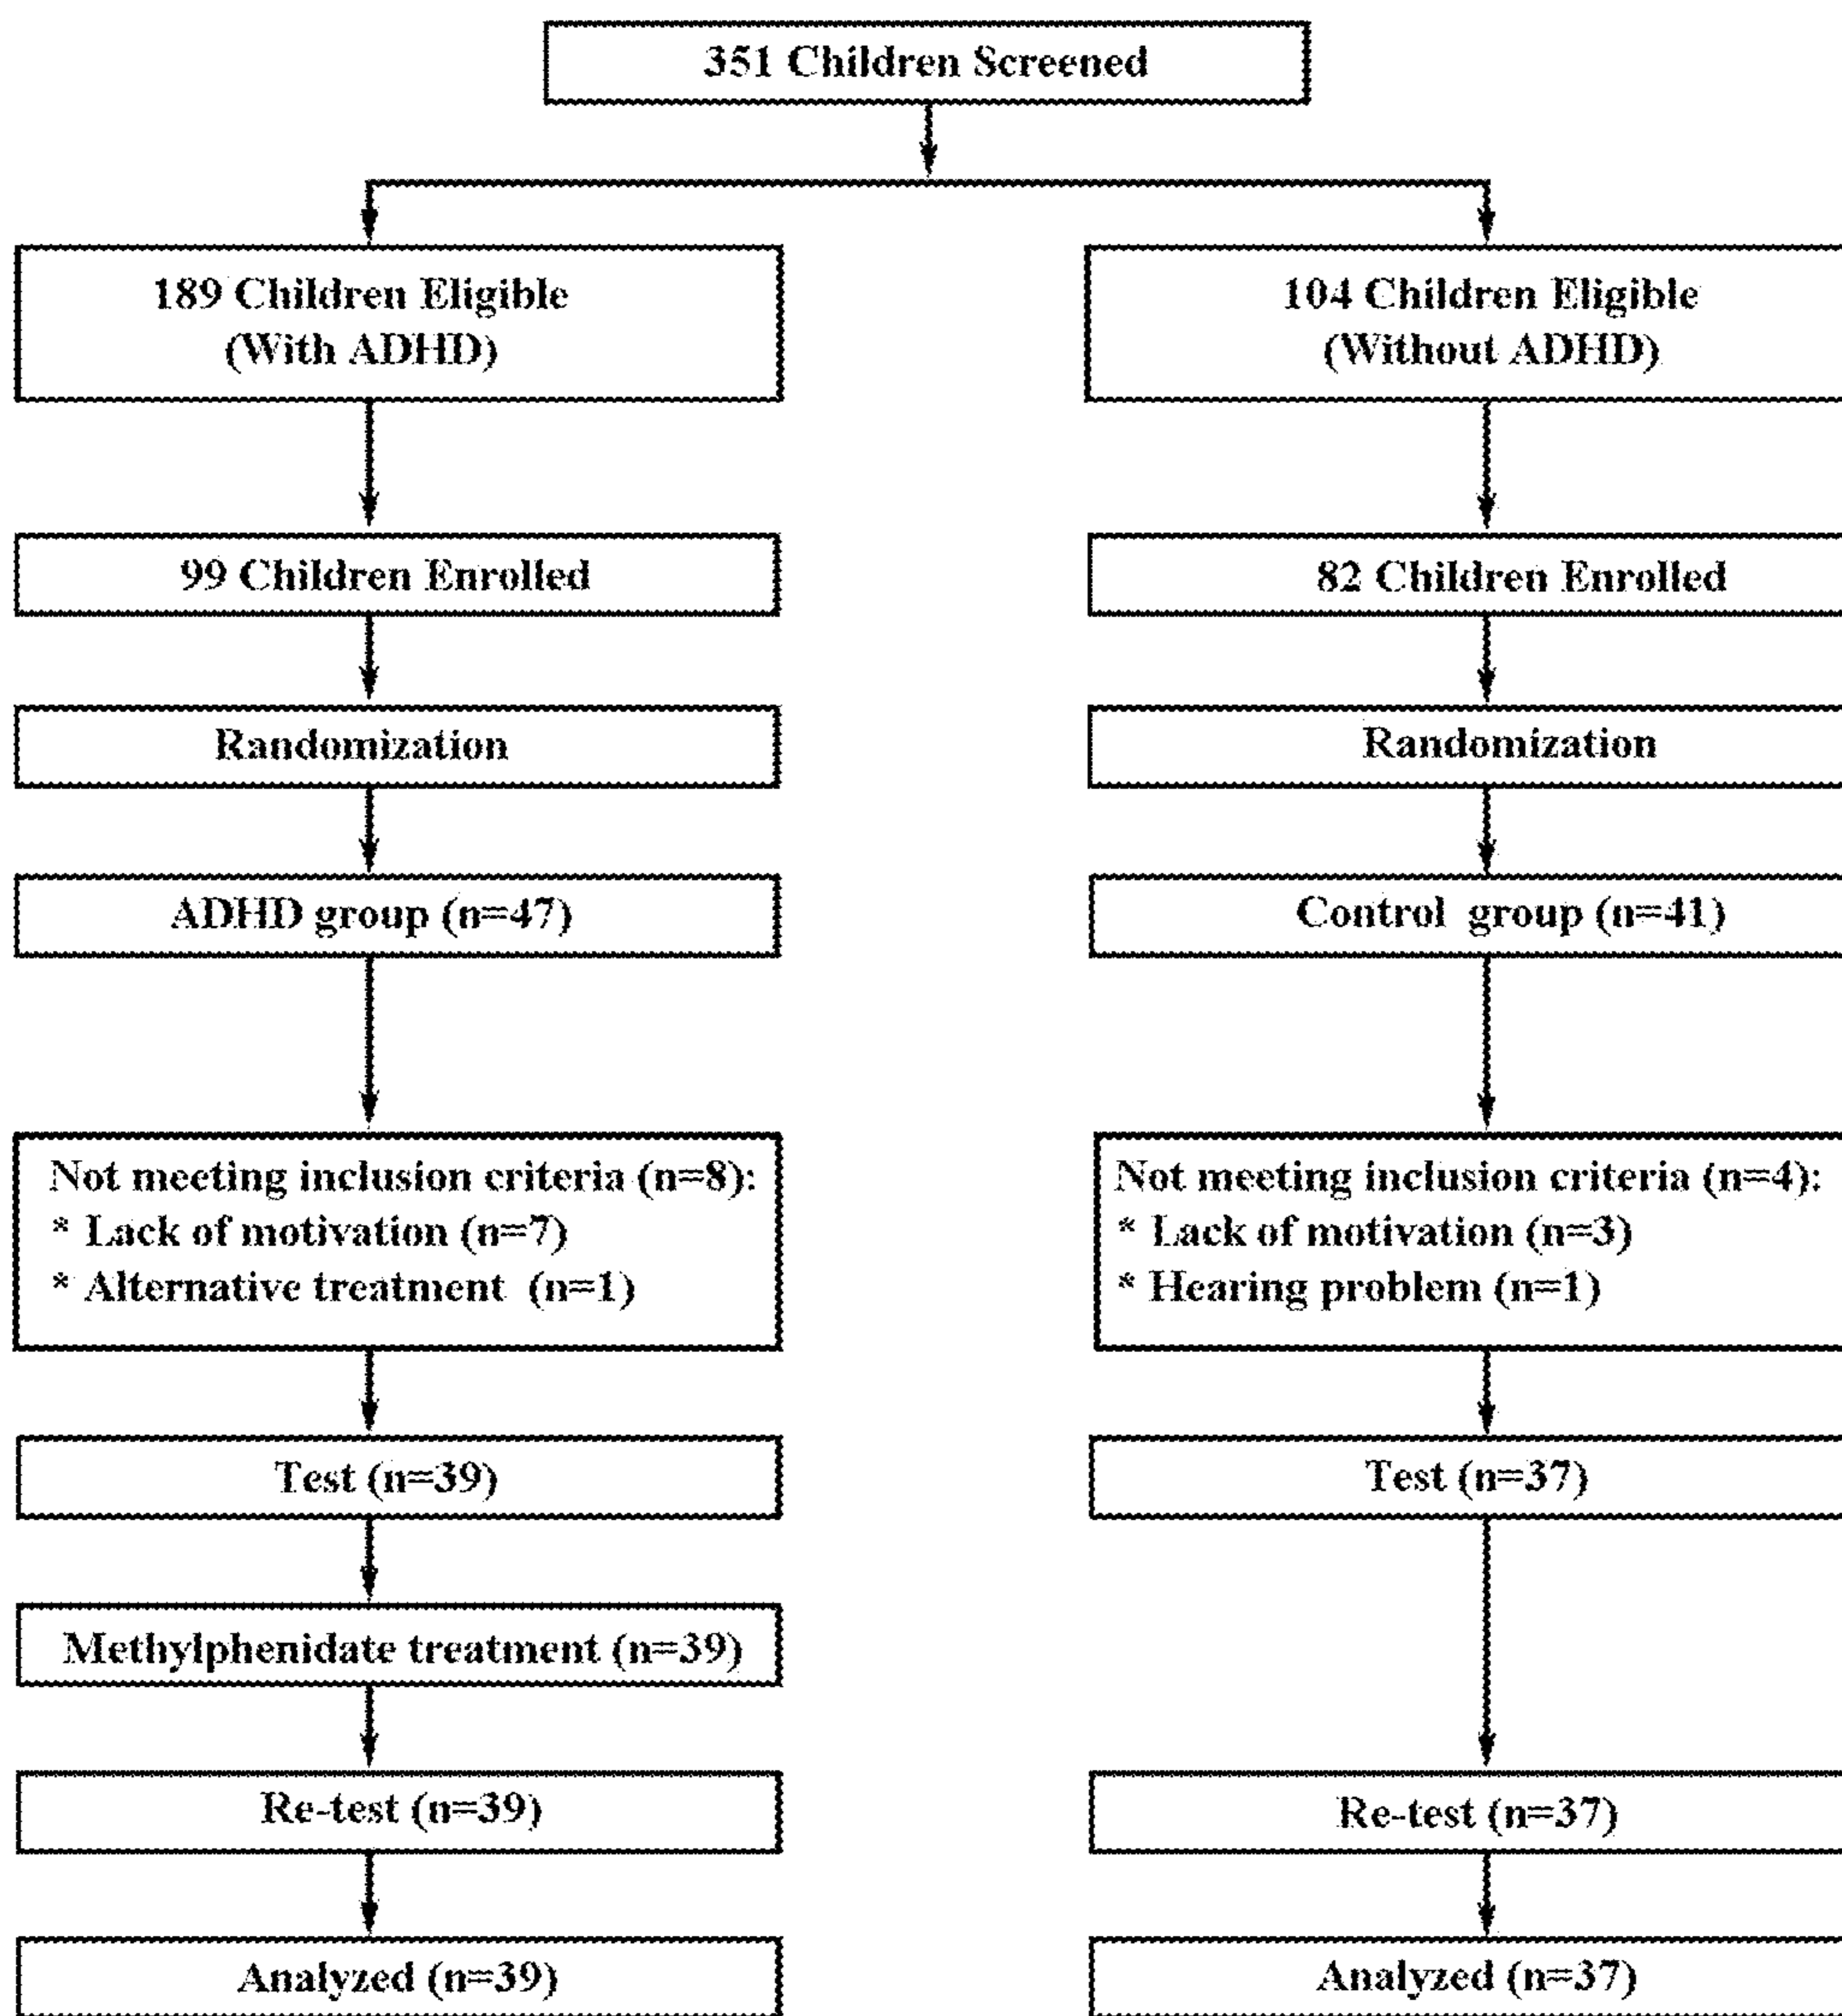 351 Children Screened
189 Children Eligible
(With ADHD)
104 Children Eligible
(Without ADHD)
99 Children Enrolled
82 Children Enrolled
Randomization
Randomization
ADHD group (n=47)
Control group (n=41)
Not meeting inclusion criteria (n=8):
* Lack of motivation (n=7)
* Alternative treatment (n=1)
Not meeting inclusion criteria (n=4):
* Lack of motivation (n=3)
* Hearing problem (n=1)
Test (n=39)
Test (n=37)
Methylphenidate treatment (n=39)
Re-test (n=39)
Re-test (n=37)
Analyzed (n=39)
Analyzed (n=37)